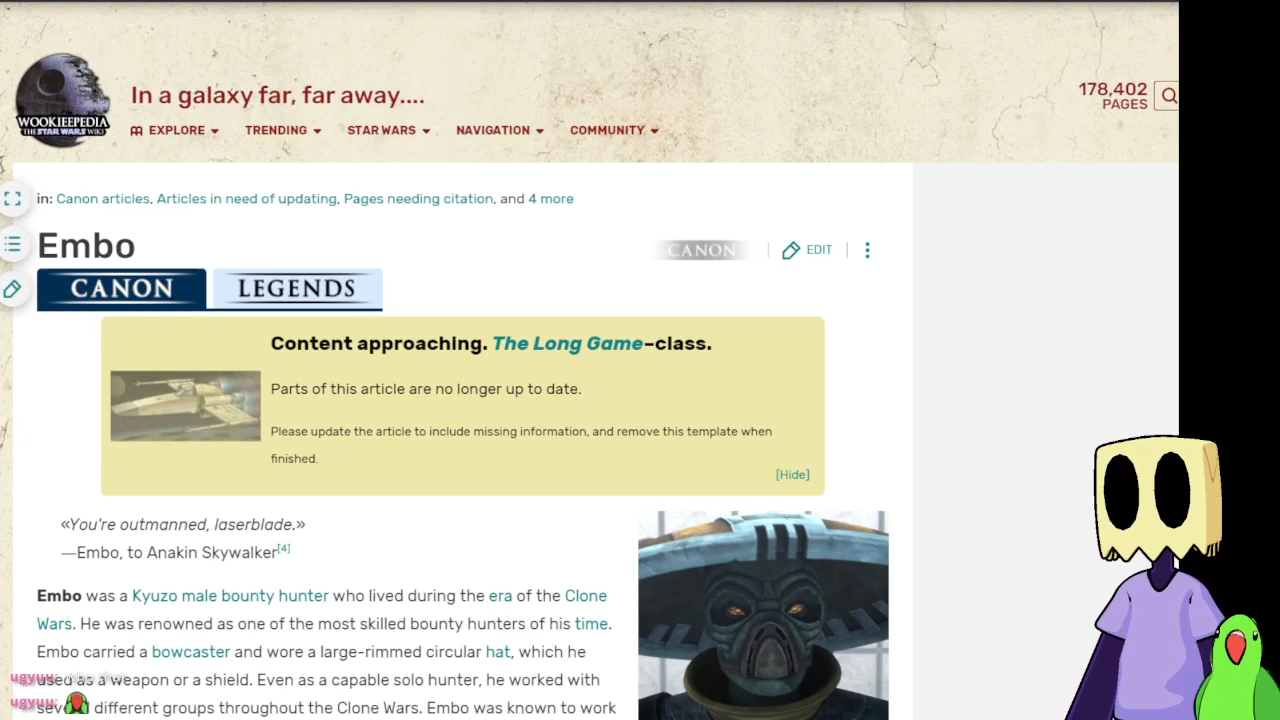 WOOKIEEPEDIA
THE STAR WARS WIKI
In a galaxy far, far away....
178,402
PAGES
EXPLORE
TRENDING
STAR WARS
NAVIGATION
COMMUNITY
in: Canon articles, Articles in need of updating, Pages needing citation, and 4 more
Embo
CANON
EDIT
CANON
LEGENDS
Content approaching. The Long Game–class.
Parts of this article are no longer up to date.
Please update the article to include missing information, and remove this template when
finished.
[Hide]
«You're outmanned, laserblade.»
—Embo, to Anakin Skywalker[4]
Embo was a Kyuzo male bounty hunter who lived during the era of the Clone
Wars. He was renowned as one of the most skilled bounty hunters of his time.
Embo carried a bowcaster and wore a large-rimmed circular hat, which he
used as a weapon or a shield. Even as a capable solo hunter, he worked with
different groups throughout the Clone Wars. Embo was known to work
ugyuu:
ugyuu: